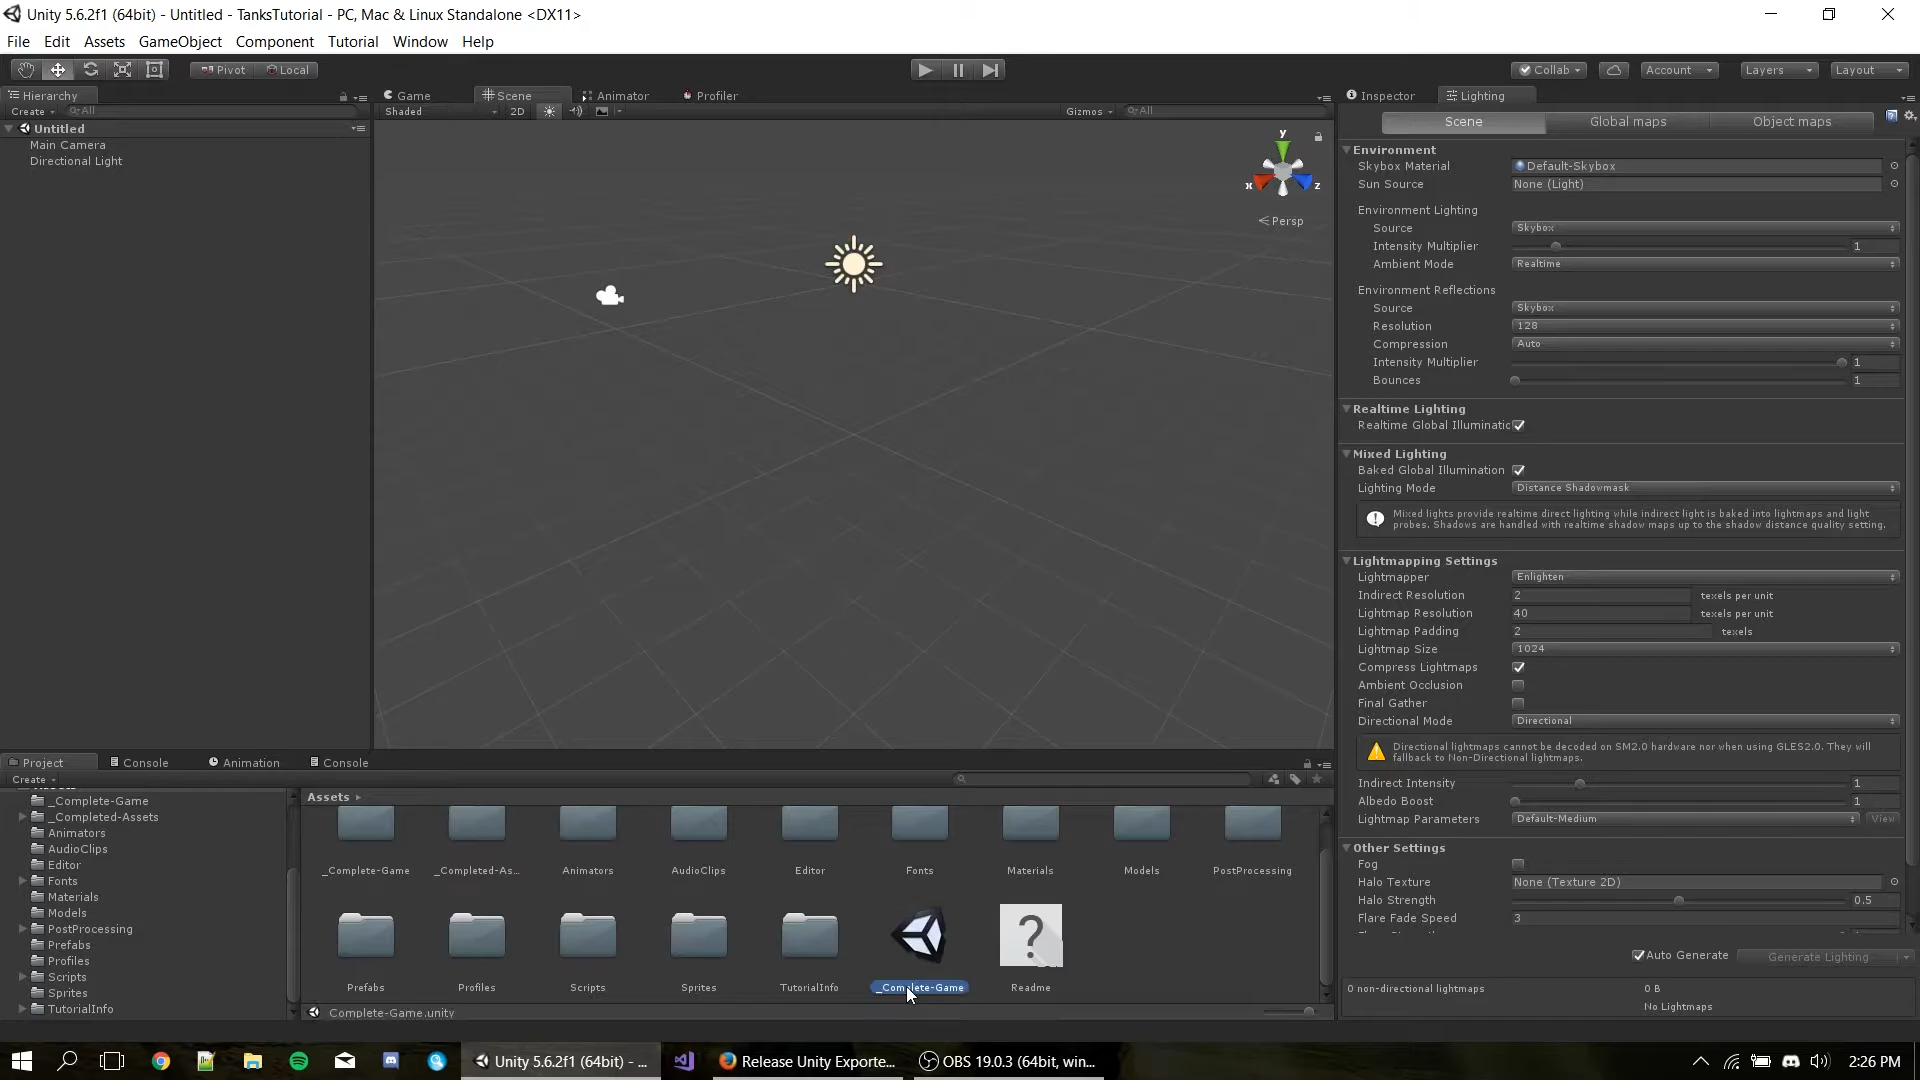 Unity 5.6.2f1 (64bit) - Untitled - TanksTutorial - PC, Mac & Linux Standalone <DX11>
File Edit Assets GameObject Component Tutorial Window Help
Pivot Local Collab Account Layers Layout
Hierarchy Game Scene Animator Profiler Inspector Lighting
Create All Shaded 2D Gizmos All
Scene Global maps Object maps
Untitled
Main Camera
Directional Light
y
x z
Persp
Environment
Skybox Material Default-Skybox
Sun Source None (Light)
Environment Lighting
Source Skybox
Intensity Multiplier 1
Ambient Mode Realtime
Environment Reflections
Source Skybox
Resolution 128
Compression Auto
Intensity Multiplier 1
Bounces 1
Realtime Lighting
Realtime Global Illuminatic
Mixed Lighting
Baked Global Illumination
Lighting Mode Distance Shadowmask
Mixed lights provide realtime direct lighting while indirect light is baked into lightmaps and light
probes. Shadows are handled with realtime shadow maps up to the shadow distance quality setting.
Lightmapping Settings
Lightmapper Enlighten
Indirect Resolution 2 texels per unit
Lightmap Resolution 40 texels per unit
Lightmap Padding 2 texels
Lightmap Size 1024
Compress Lightmaps
Ambient Occlusion
Final Gather
Directional Mode Directional
Directional lightmaps cannot be decoded on SM2.0 hardware nor when using GLES2.0. They will
fallback to Non-Directional lightmaps.
Indirect Intensity 1
Albedo Boost 1
Lightmap Parameters Default-Medium View
Other Settings
Fog
Halo Texture None (Texture 2D)
Halo Strength 0.5
Flare Fade Speed 3
Auto Generate Generate Lighting
0 non-directional lightmaps 0 B
No Lightmaps
Project Console Animation Console
Create
_Complete-Game
_Completed-Assets
Animators
AudioClips
Editor
Fonts
Materials
Models
PostProcessing
Prefabs
Profiles
Scripts
Sprites
TutorialInfo
Assets
_Complete-Game _Completed-As... Animators AudioClips Editor Fonts Materials Models PostProcessing
Prefabs Profiles Scripts Sprites TutorialInfo _Complete-Game Readme
_Complete-Game.unity
Unity 5.6.2f1 (64bit) - ... Release Unity Exporte... OBS 19.0.3 (64bit, win... 2:26 PM